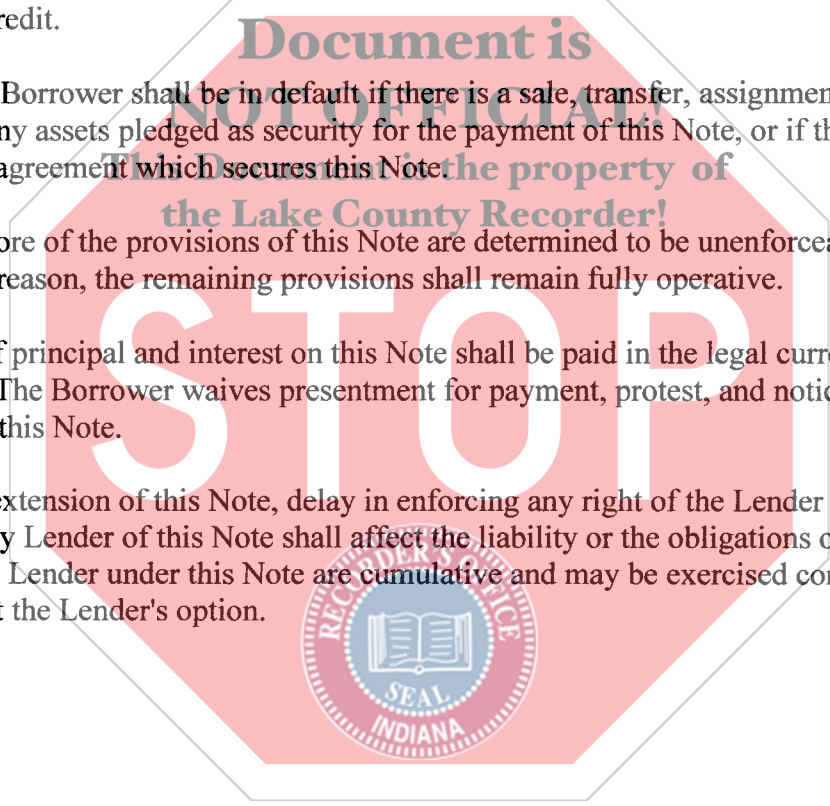 redit.
Document is
NOT OFFICIAL!
Borrower shall be in default if there is a sale, transfer, assignmen
ny assets pledged as security for the payment of this Note, or if th
agreement which secures this Note.
This Document is the property of
the Lake County Recorder!
ore of the provisions of this Note are determined to be unenforcea
reason, the remaining provisions shall remain fully operative.
STOP
f principal and interest on this Note shall be paid in the legal curr
The Borrower waives presentment for payment, protest, and notic
this Note.
extension of this Note, delay in enforcing any right of the Lender
y Lender of this Note shall affect the liability or the obligations o
Lender under this Note are cumulative and may be exercised co
t the Lender's option.
RECORDER'S OFFICE
SEAL
INDIANA